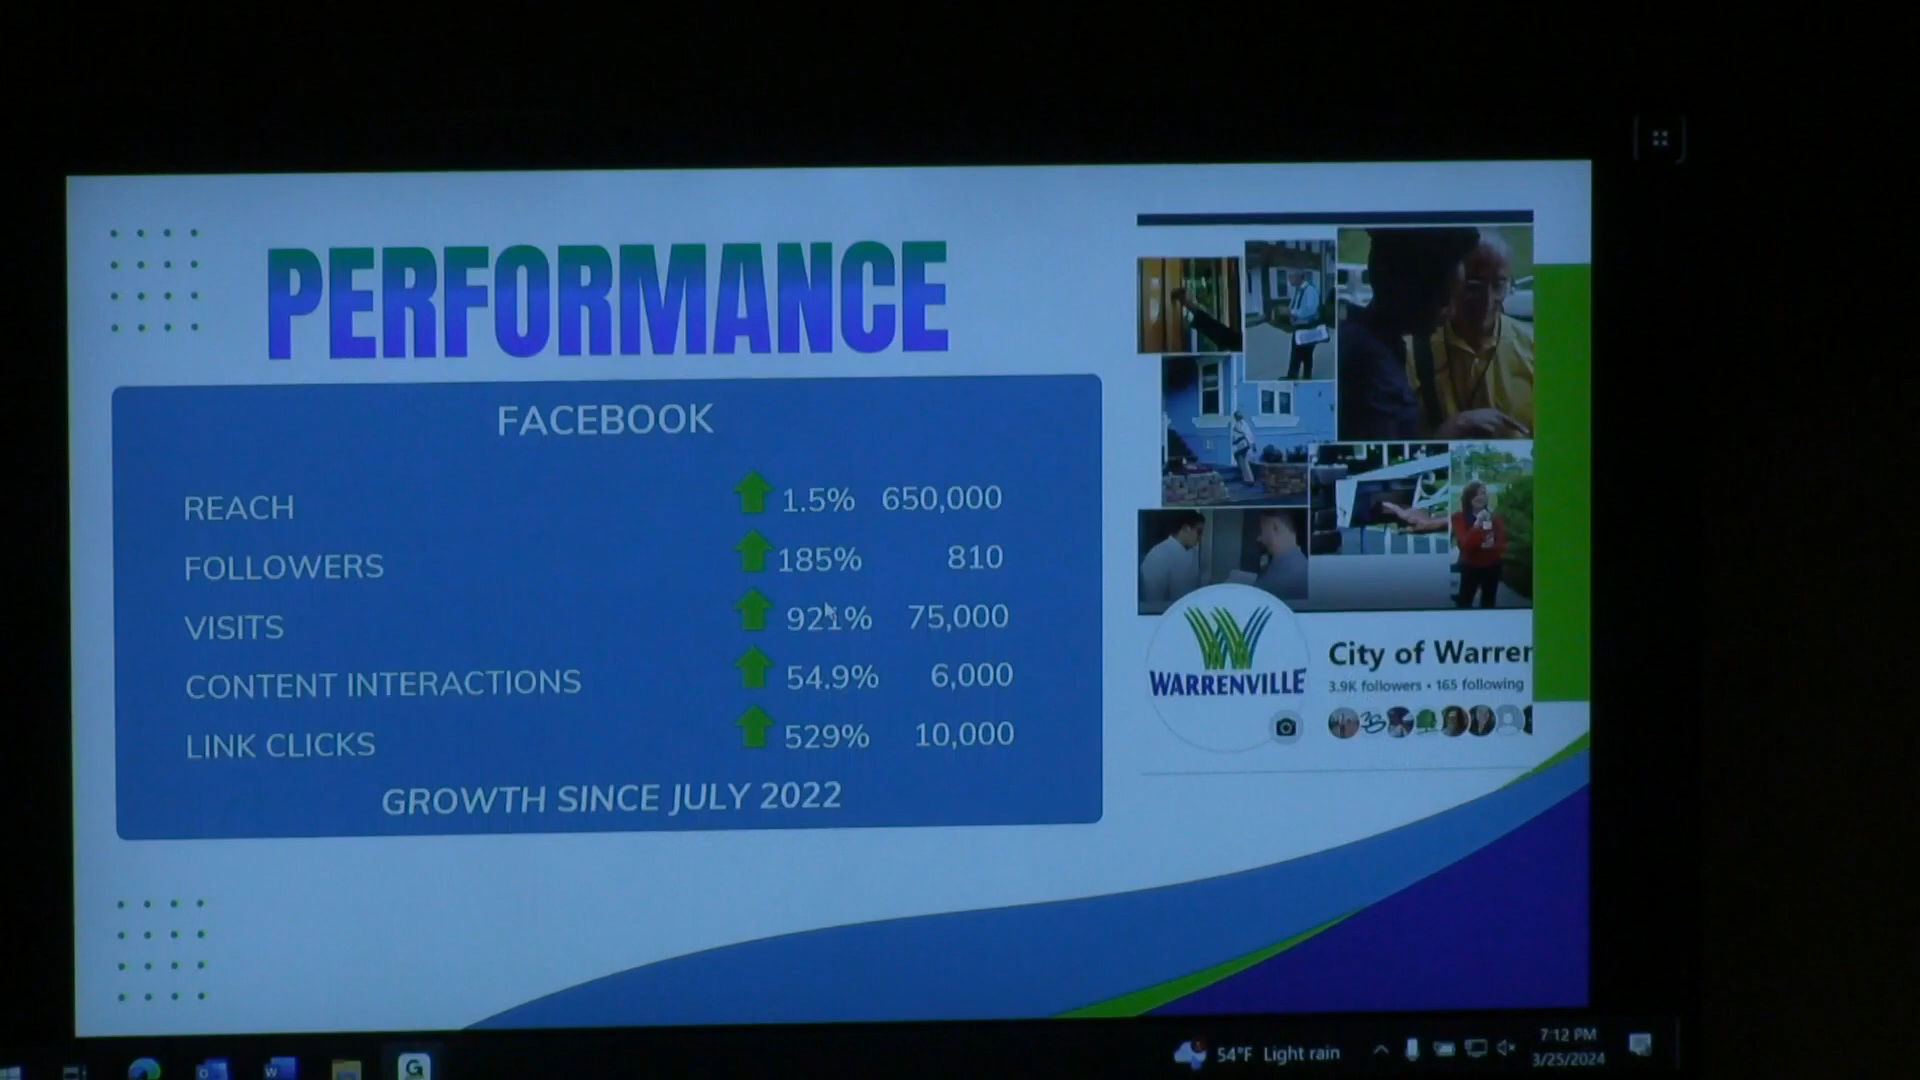 PERFORMANCE
FACEBOOK
REACH 1.5% 650,000
FOLLOWERS 185% 810
VISITS 921% 75,000
CONTENT INTERACTIONS 54.9% 6,000
LINK CLICKS 529% 10,000
GROWTH SINCE JULY 2022
WARRENVILLE
City of Warren
3.9K followers • 165 following
54°F Light rain
7:12 PM
3/25/2024